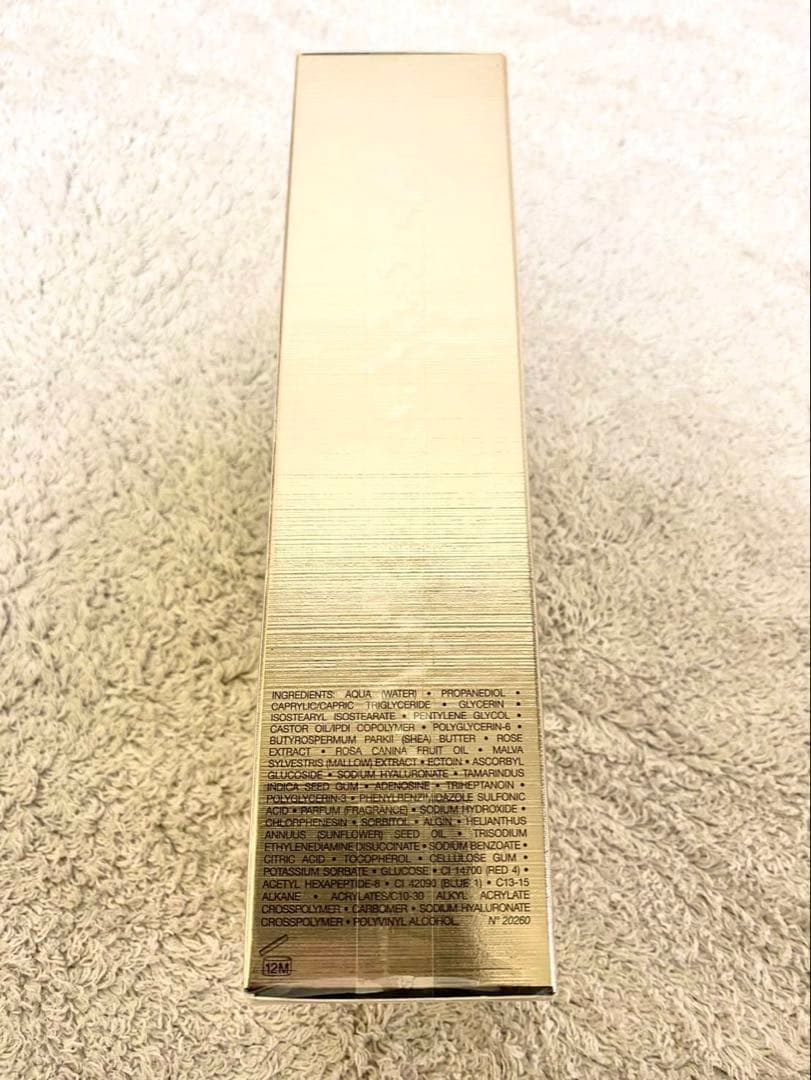 INGREDIENTS: AQUA (WATER) • PROPANEDIOL •
CAPRYLIC/CAPRIC TRIGLYCERIDE • GLYCERIN •
ISOSTEARYL ISOSTEARATE • PENTYLENE GLYCOL •
CASTOR OIL/IPDI COPOLYMER • POLYGLYCERIN-6 •
BUTYROSPERMUM PARKII (SHEA) BUTTER • ROSE
EXTRACT • ROSA CANINA FRUIT OIL • MALVA
SYLVESTRIS (MALLOW) EXTRACT • ECTOIN • ASCORBYL
GLUCOSIDE • SODIUM HYALURONATE • TAMARINDUS
INDICA SEED GUM • ADENOSINE • TRIHEPTANOIN •
POLYGLYCERIN-3 • PHENYLBENZIMIDAZOLE SULFONIC
ACID • PARFUM (FRAGRANCE) • SODIUM HYDROXIDE •
CHLORPHENESIN • SORBITOL • ALGIN • HELIANTHUS
ANNUUS (SUNFLOWER) SEED OIL • TRISODIUM
ETHYLENEDIAMINE DISUCCINATE • SODIUM BENZOATE •
CITRIC ACID • TOCOPHEROL • CELLULOSE GUM •
POTASSIUM SORBATE • GLUCOSE • CI 14700 (RED 4) •
ACETYL HEXAPEPTIDE-8 • CI 42090 (BLUE 1) • C13-15
ALKANE • ACRYLATES/C10-30 ALKYL ACRYLATE
CROSSPOLYMER • CARBOMER • SODIUM HYALURONATE
CROSSPOLYMER • POLYVINYL ALCOHOL. N° 20260
12M